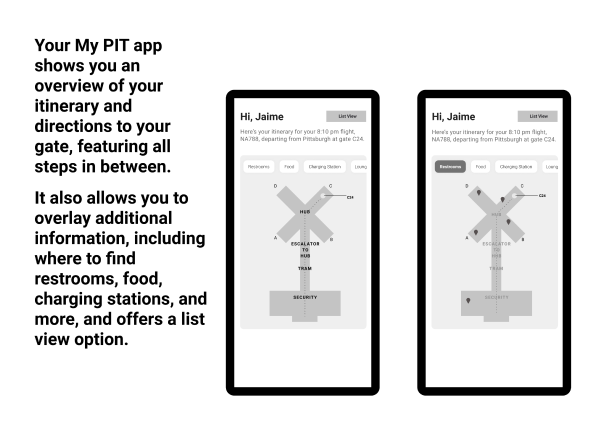 Your My PIT app
shows you an
overview of your
itinerary and
directions to your
gate, featuring all
steps in between.
It also allows you to
overlay additional
information, including
where to find
restrooms, food,
charging stations, and
more, and offers a list
view option.
Hi, Jaime
List View
Here's your itinerary for your 8:10 pm flight,
NA788, departing from Pittsburgh at gate C24.
Restrooms Food Charging Station Loung
D C
C24
HUB
A B
ESCALATOR
TO
HUB
TRAM
SECURITY
Hi, Jaime
List View
Here's your itinerary for your 8:10 pm flight,
NA788, departing from Pittsburgh at gate C24.
Restrooms Food Charging Station Loung
D C
C24
HUB
A B
ESCALATOR
TO
HUB
TRAM
SECURITY